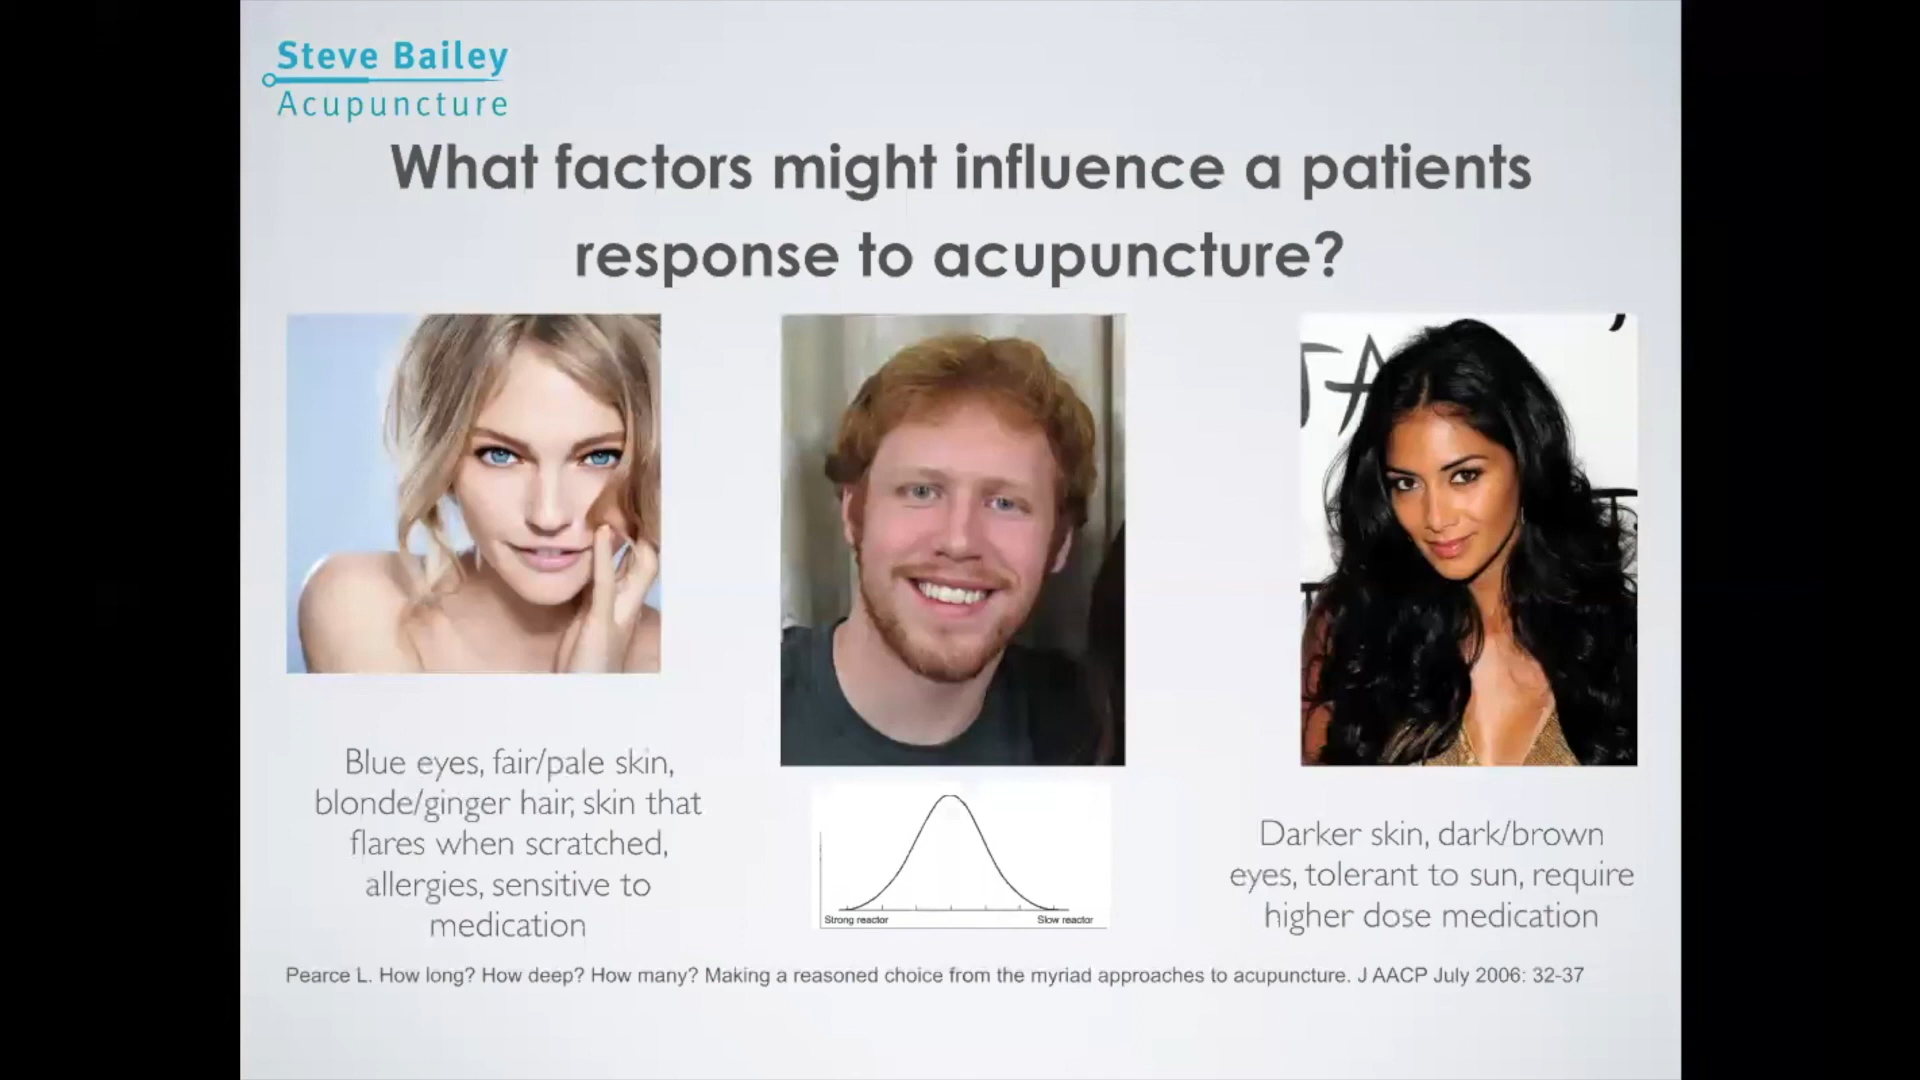 Steve Bailey
Acupuncture
What factors might influence a patients
response to acupuncture?
TA
Blue eyes, fair/pale skin,
blonde/ginger hair, skin that
flares when scratched,
allergies, sensitive to
medication
Strong reactor
Slow reactor
Darker skin, dark/brown
eyes, tolerant to sun, require
higher dose medication
Pearce L. How long? How deep? How many? Making a reasoned choice from the myriad approaches to acupuncture. J AACP July 2006: 32-37